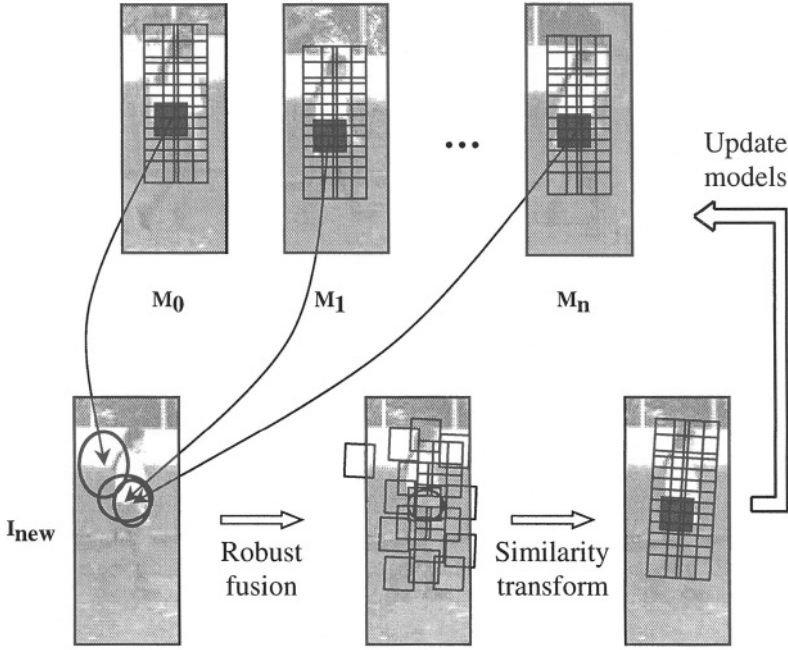 ...
Update
models
M0
M1
Mn
Inew
Robust
fusion
Similarity
transform